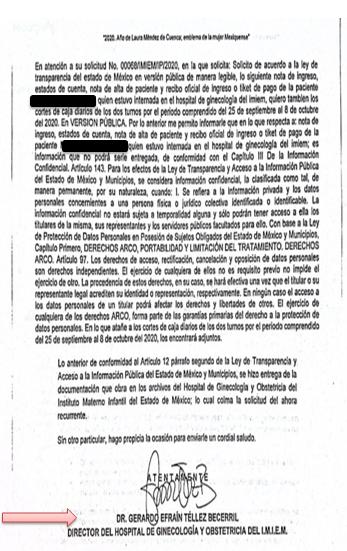 "2020. Año de Laura Méndez de Cuenca; emblema de la mujer Mexiquense"
En atención a su solicitud No. 00068/IMIEM/IP/2020, en la que solicita: Solicito de acuerdo a la ley de
transparencia del estado de México en versión pública de manera legible, lo siguiente nota de ingreso,
estados de cuenta, nota de alta de paciente y recibo oficial de ingreso o tiket de pago de la paciente
quien estuvo internada en el hospital de ginecología del imiem, quiero tambien los
cortes de caja diarios de los dos turnos por el periodo comprendido del 25 de septiembre al 8 de octubre
del 2020. En VERSIÓN PÚBLICA. Por lo anterior me permito informarle que en lo que respecta a: nota de
ingreso, estados de cuenta, nota de alta de paciente y recibo oficial de ingreso o tiket de pago de la
paciente quien estuvo internada en el hospital de ginecología del imiem; es
información que no podrá serle entregada, de conformidad con el Capítulo III De la Información
Confidencial. Artículo 143. Para los efectos de la Ley de Transparencia y Acceso a la Información Pública
del Estado de México y Municipios, se considera información confidencial, la clasificada como tal, de
manera permanente, por su naturaleza, cuando: I. Se refiera a la información privada y los datos
personales concernientes a una persona física o jurídico colectiva identificada o identificable. La
información confidencial no estará sujeta a temporalidad alguna y sólo podrán tener acceso a ella los
titulares de la misma, sus representantes y los servidores públicos facultados para ello. Con base a la Ley
de Protección de Datos Personales en Posesión de Sujetos Obligados del Estado de México y Municipios,
Capítulo Primero, DERECHOS ARCO, PORTABILIDAD Y LIMITACIÓN DEL TRATAMIENTO. DERECHOS
ARCO. Artículo 97. Los derechos de acceso, rectificación, cancelación y oposición de datos personales
son derechos independientes. El ejercicio de cualquiera de ellos no es requisito previo no impide el
ejercicio de otro. La procedencia de estos derechos, en su caso, se hará efectiva una vez que el titular o su
representante legal acrediten su identidad o representación, respectivamente. En ningún caso el acceso a
los datos personales de un titular podrá afectar los derechos y libertades de otros. El ejercicio de
cualquiera de los derechos ARCO, forma parte de las garantías primarias del derecho a la protección de
datos personales. En lo que atañe a los cortes de caja diarios de los dos turnos por el periodo comprendido
del 25 de septiembre al 8 de octubre del 2020, los encontrará adjuntos.
Lo anterior de conformidad al Artículo 12 párrafo segundo de la Ley de Transparencia y
Acceso a la Información Pública del Estado de México y Municipios, se hizo entrega de la
documentación que obra en los archivos del Hospital de Ginecología y Obstetricia del
Instituto Materno Infantil del Estado de México; lo cual colma la solicitud del ahora
recurrente.
Sin otro particular, hago propicia la ocasión para enviarle un cordial saludo.
ATENTAMENTE
DR. GERARDO EFRAÍN TÉLLEZ BECERRIL
DIRECTOR DEL HOSPITAL DE GINECOLOGÍA Y OBSTETRICIA DEL I.M.I.E.M.